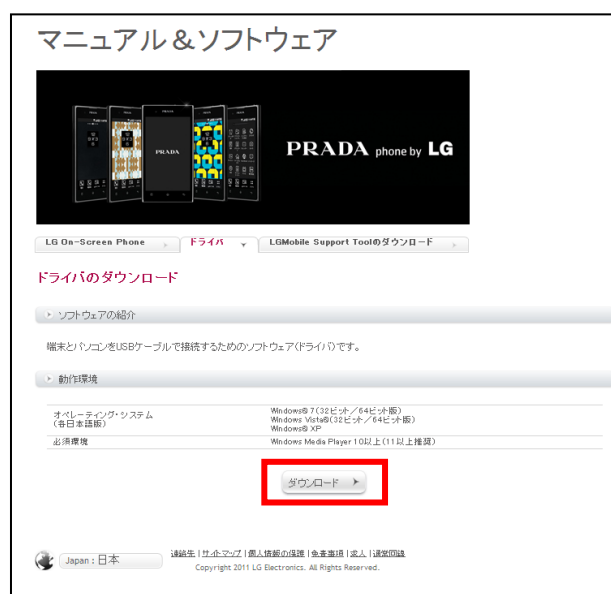 マニュアル&ソフトウェア
PRADA
PRADA phone by LG
LG On-Screen Phone
ドライバ
LGMobile Support Toolのダウンロード
ドライバのダウンロード
ソフトウェアの紹介
端末とパソコンをUSBケーブルで接続するためのソフトウェア(ドライバ)です。
動作環境
オペレーティング・システム
(各日本語版)
Windows® 7(32ビット/64ビット版)
Windows Vista®(32ビット/64ビット版)
Windows® XP
必須環境
Windows Media Player 10以上(11以上推奨)
ダウンロード
Japan : 日本
連絡先 | サイトマップ | 個人情報の保護 | 免責事項 | 求人 | 通常問題
Copyright 2011 LG Electronics. All Rights Reserved.